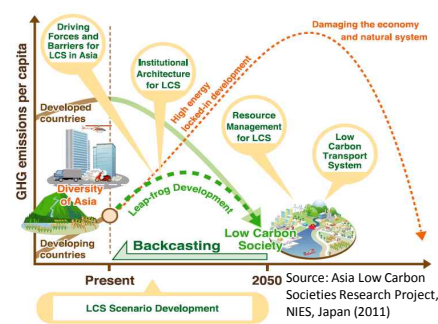 Driving
Forces and
Barriers for
LCS in Asia
Institutional
Architecture
for LCS
Damaging the economy
and natural system
High energy
locked-in development
GHG emissions per capita
Developed
countries
Resource
Management
for LCS
Low
Carbon
Transport
System
Diversity
of Asia
Leap-frog Development
Low Carbon
Society
Developing
countries
Backcasting
Present
2050
LCS Scenario Development
Source: Asia Low Carbon
Societies Research Project,
NIES, Japan (2011)